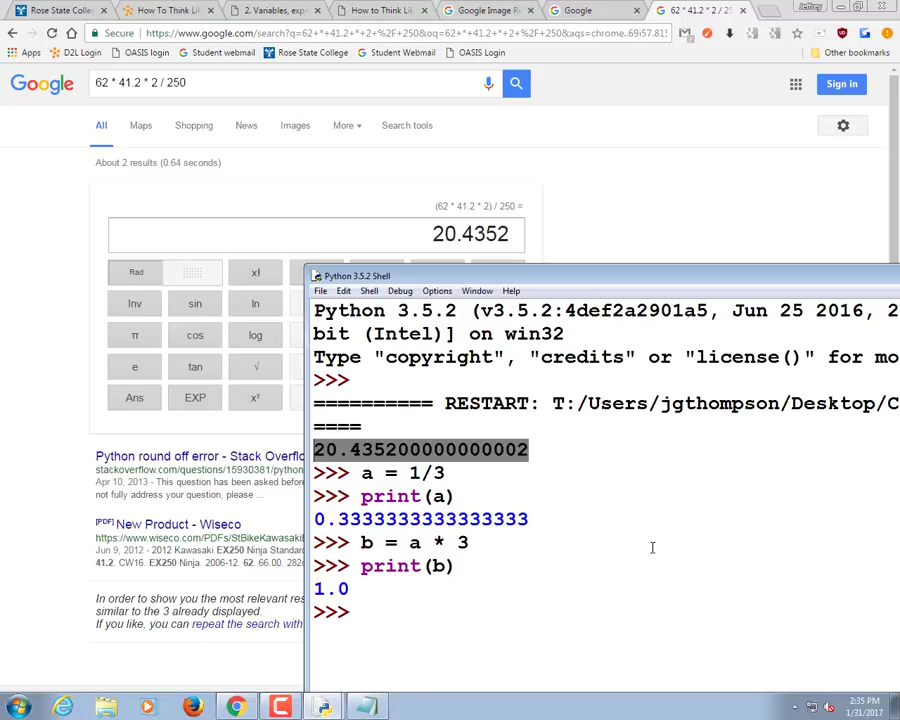 Rose State Colle
How To Think Lik
2. Variables, exp
How to Think Lik
Google Image Re
Google
62 * 41.2 * 2 / 25
Jeffrey
Secure
https://www.google.com/search?q=62+*+41.2+*+2+%2F+250&oq=62+*+41.2+*+2+%2F+250&aqs=chrome..69i57.815
Apps
D2L Login
OASIS login
Student webmail
Rose State College
Student Webmail
OASIS Login
Other bookmarks
Google
62 * 41.2 * 2 / 250
Sign in
All
Maps
Shopping
News
Images
More
Search tools
About 2 results (0.64 seconds)
(62 * 41.2 * 2) / 250 =
20.4352
Rad
x!
Inv
sin
ln
π
cos
log
e
tan
√
Ans
EXP
xʸ
Python round off error - Stack Overflo
stackoverflow.com/questions/15930381/python
Apr 10, 2013 - This question has been asked before
not fully address your question, please ...
[PDF] New Product - Wiseco
https://www.wiseco.com/PDFs/StBikeKawasaki
Jun 9, 2012 - 2012 Kawasaki EX250 Ninja Standard
41.2. CW16. EX250 Ninja. 2006-12. 62. 66.00. 282c
In order to show you the most relevant res
similar to the 3 already displayed.
If you like, you can repeat the search with
Python 3.5.2 Shell
File Edit Shell Debug Options Window Help
Python 3.5.2 (v3.5.2:4def2a2901a5, Jun 25 2016, 2
bit (Intel)] on win32
Type "copyright", "credits" or "license()" for mo
>>>
========== RESTART: T:/Users/jgthompson/Desktop/C
====
20.435200000000002
>>> a = 1/3
>>> print(a)
0.3333333333333333
>>> b = a * 3
>>> print(b)
1.0
>>>
2:35 PM
1/31/2017